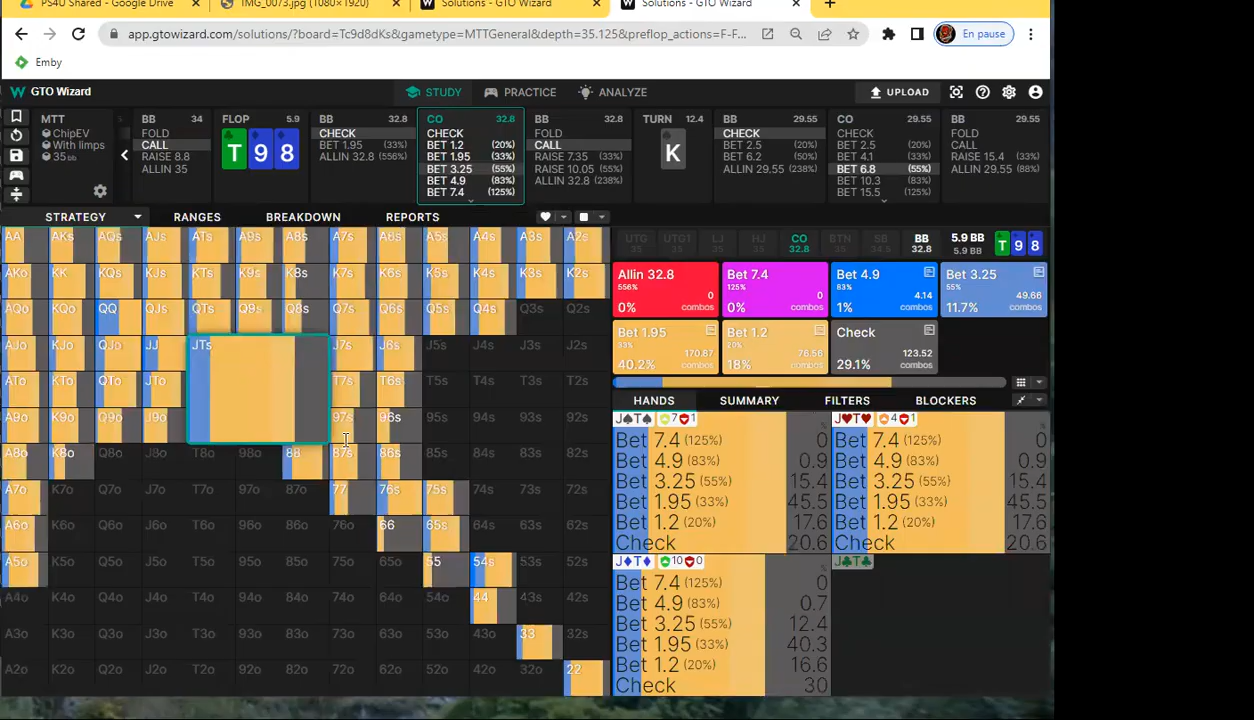 PS4U Shared - Google Drive
IMG_0073.jpg (1080×1920)
Solutions - GTO Wizard
Solutions - GTO Wizard
app.gtowizard.com/solutions/?board=Tc9d8dKs&gametype=MTTGeneral&depth=35.125&preflop_actions=F-F...
En pause
Emby
GTO Wizard
STUDY
PRACTICE
ANALYZE
UPLOAD
MTT
ChipEV
With limps
35 bb
BB 34
FOLD
CALL
RAISE 8.8
ALLIN 35
FLOP 5.9
T 9 8
BB 32.8
CHECK
BET 1.95 (33%)
ALLIN 32.8 (556%)
CO 32.8
CHECK
BET 1.2 (20%)
BET 1.95 (33%)
BET 3.25 (55%)
BET 4.9 (83%)
BET 7.4 (125%)
BB 32.8
FOLD
CALL
RAISE 7.35 (33%)
RAISE 10.05 (55%)
ALLIN 32.8 (238%)
TURN 12.4
K
BB 29.55
CHECK
BET 2.5 (20%)
BET 6.2 (50%)
ALLIN 29.55 (238%)
CO 29.55
CHECK
BET 2.5 (20%)
BET 4.1 (33%)
BET 6.8 (55%)
BET 10.3 (83%)
BET 15.5 (125%)
BB 29.55
FOLD
CALL
RAISE 15.4 (33%)
ALLIN 29.55 (88%)
STRATEGY
RANGES
BREAKDOWN
REPORTS
AA AKs AQs AJs ATs A9s A8s A7s A6s A5s A4s A3s A2s
AKo KK KQs KJs KTs K9s K8s K7s K6s K5s K4s K3s K2s
AQo KQo QQ QJs QTs Q9s Q8s Q7s Q6s Q5s Q4s Q3s Q2s
AJo KJo QJo JJ JTs J7s J6s J5s J4s J3s J2s
ATo KTo QTo JTo T7s T6s T5s T4s T3s T2s
A9o K9o Q9o J9o 97s 96s 95s 94s 93s 92s
A8o K8o Q8o J8o T8o 98o 88 87s 86s 85s 84s 83s 82s
A7o K7o Q7o J7o T7o 97o 87o 77 76s 75s 74s 73s 72s
A6o K6o Q6o J6o T6o 96o 86o 76o 66 65s 64s 63s 62s
A5o K5o Q5o J5o T5o 95o 85o 75o 65o 55 54s 53s 52s
A4o K4o Q4o J4o T4o 94o 84o 74o 64o 54o 44 43s 42s
A3o K3o Q3o J3o T3o 93o 83o 73o 63o 53o 43o 33 32s
A2o K2o Q2o J2o T2o 92o 82o 72o 62o 52o 42o 32o 22
UTG 35
UTG1 35
LJ 35
HJ 35
CO 32.8
BTN 35
SB 34.5
BB 32.8
5.9 BB
5.9 BB
T 9 8
Allin 32.8
556% 0
0% combos
Bet 7.4
125% 0
0% combos
Bet 4.9
83% 4.14
1% combos
Bet 3.25
55% 49.66
11.7% combos
Bet 1.95
33% 170.87
40.2% combos
Bet 1.2
20% 76.56
18% combos
Check
123.52
29.1% combos
HANDS
SUMMARY
FILTERS
BLOCKERS
J♠T♠ 7 1
Bet 7.4 (125%) 0
Bet 4.9 (83%) 0.9
Bet 3.25 (55%) 15.4
Bet 1.95 (33%) 45.5
Bet 1.2 (20%) 17.6
Check 20.6
J♥T♥ 4 1
Bet 7.4 (125%) 0
Bet 4.9 (83%) 0.9
Bet 3.25 (55%) 15.4
Bet 1.95 (33%) 45.5
Bet 1.2 (20%) 17.6
Check 20.6
J♦T♦ 10 0
Bet 7.4 (125%) 0
Bet 4.9 (83%) 0.7
Bet 3.25 (55%) 12.4
Bet 1.95 (33%) 40.3
Bet 1.2 (20%) 16.6
Check 30
J♣T♣